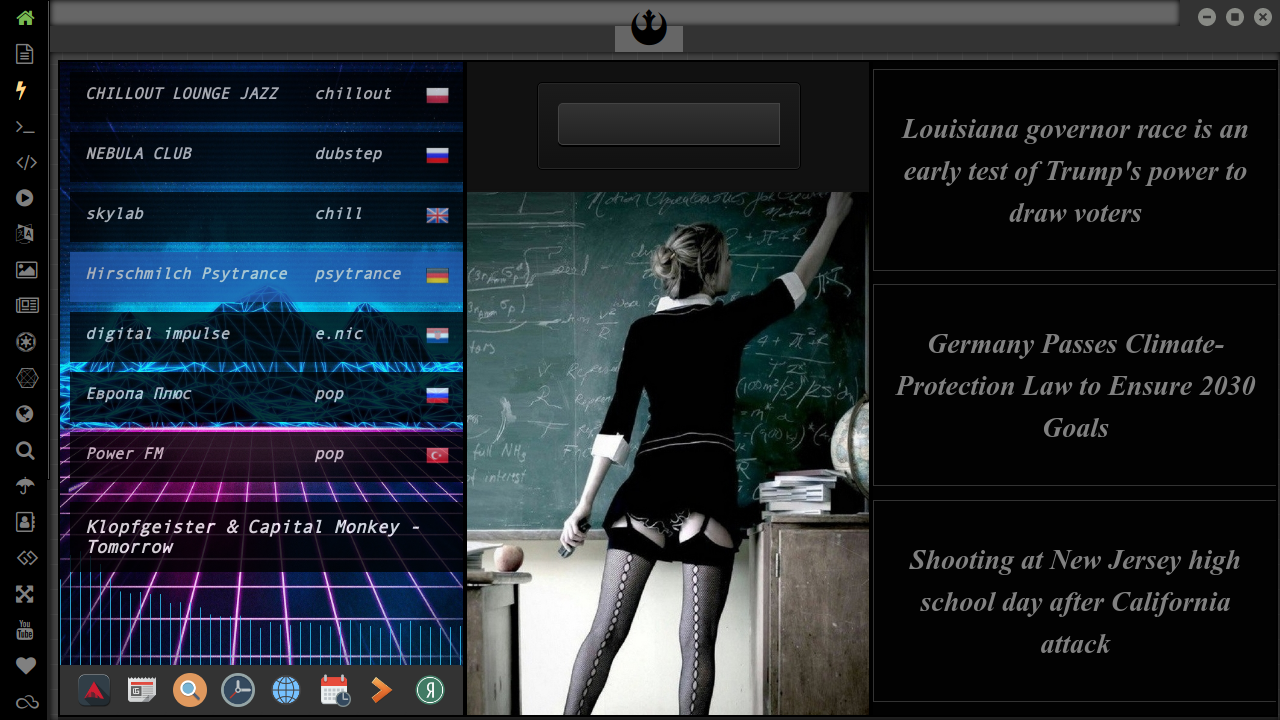 CHILLOUT LOUNGE JAZZ chillout
NEBULA CLUB dubstep
skylab chill
Hirschmilch Psytrance psytrance
digital impulse e.nic
Европа Плюс pop
Power FM pop
Klopfgeister & Capital Monkey -
Tomorrow
Я
You
Tube
Louisiana governor race is an
early test of Trump's power to
draw voters
Germany Passes Climate-
Protection Law to Ensure 2030
Goals
Shooting at New Jersey high
school day after California
attack